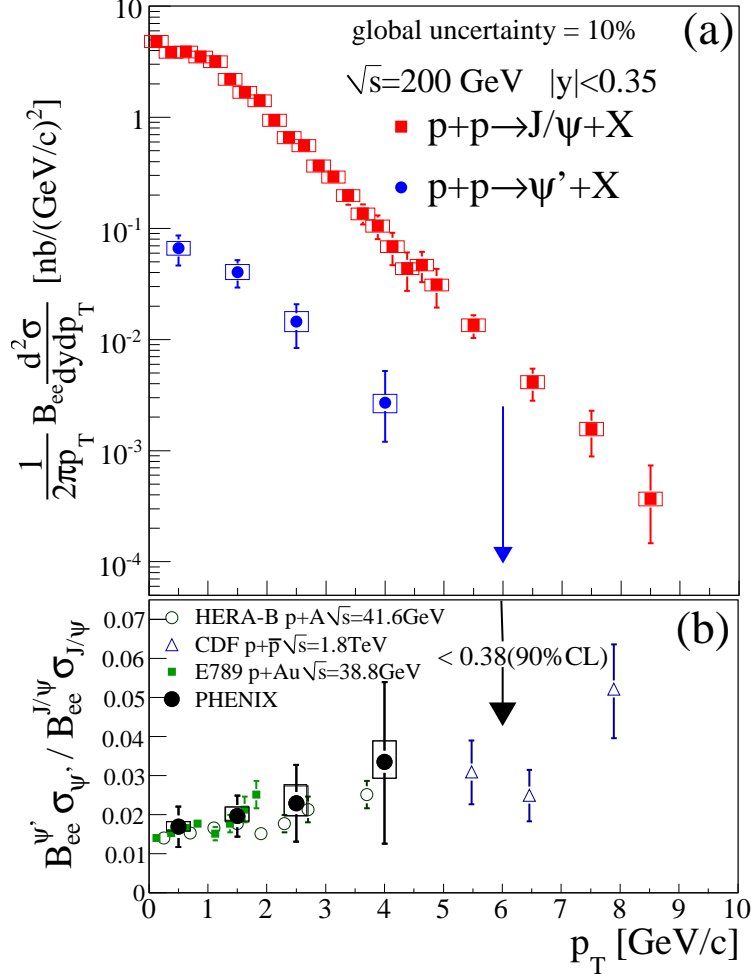 global uncertainty = 10%
(a)
√s=200 GeV |y|<0.35
p+p→J/ψ+X
p+p→ψ'+X
10
1
10⁻¹
10⁻²
10⁻³
10⁻⁴
1/2πp_T B_ee d²σ/dydp_T [nb/(GeV/c)²]
(b)
HERA-B p+A√s=41.6GeV
CDF p+p̅ √s=1.8TeV
E789 p+Au√s=38.8GeV
PHENIX
< 0.38(90%CL)
0.07
0.06
0.05
0.04
0.03
0.02
0.01
0
B_ee^ψ' σ_ψ' / B_ee^J/ψ σ_J/ψ
0 1 2 3 4 5 6 7 8 9 10
p_T [GeV/c]